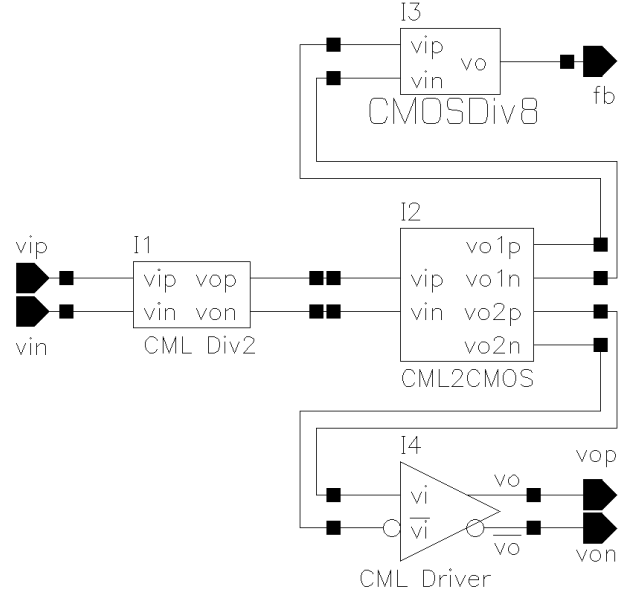 I3
vip
vo
vin
CMOSDiv8
fb
I2
vip
I1
vo1p
vip vop
vip
vo1n
vin von
vin
vo2p
vin
CML Div2
vo2n
CML2CMOS
I4
vop
vi
vo
vi
vo
von
CML Driver